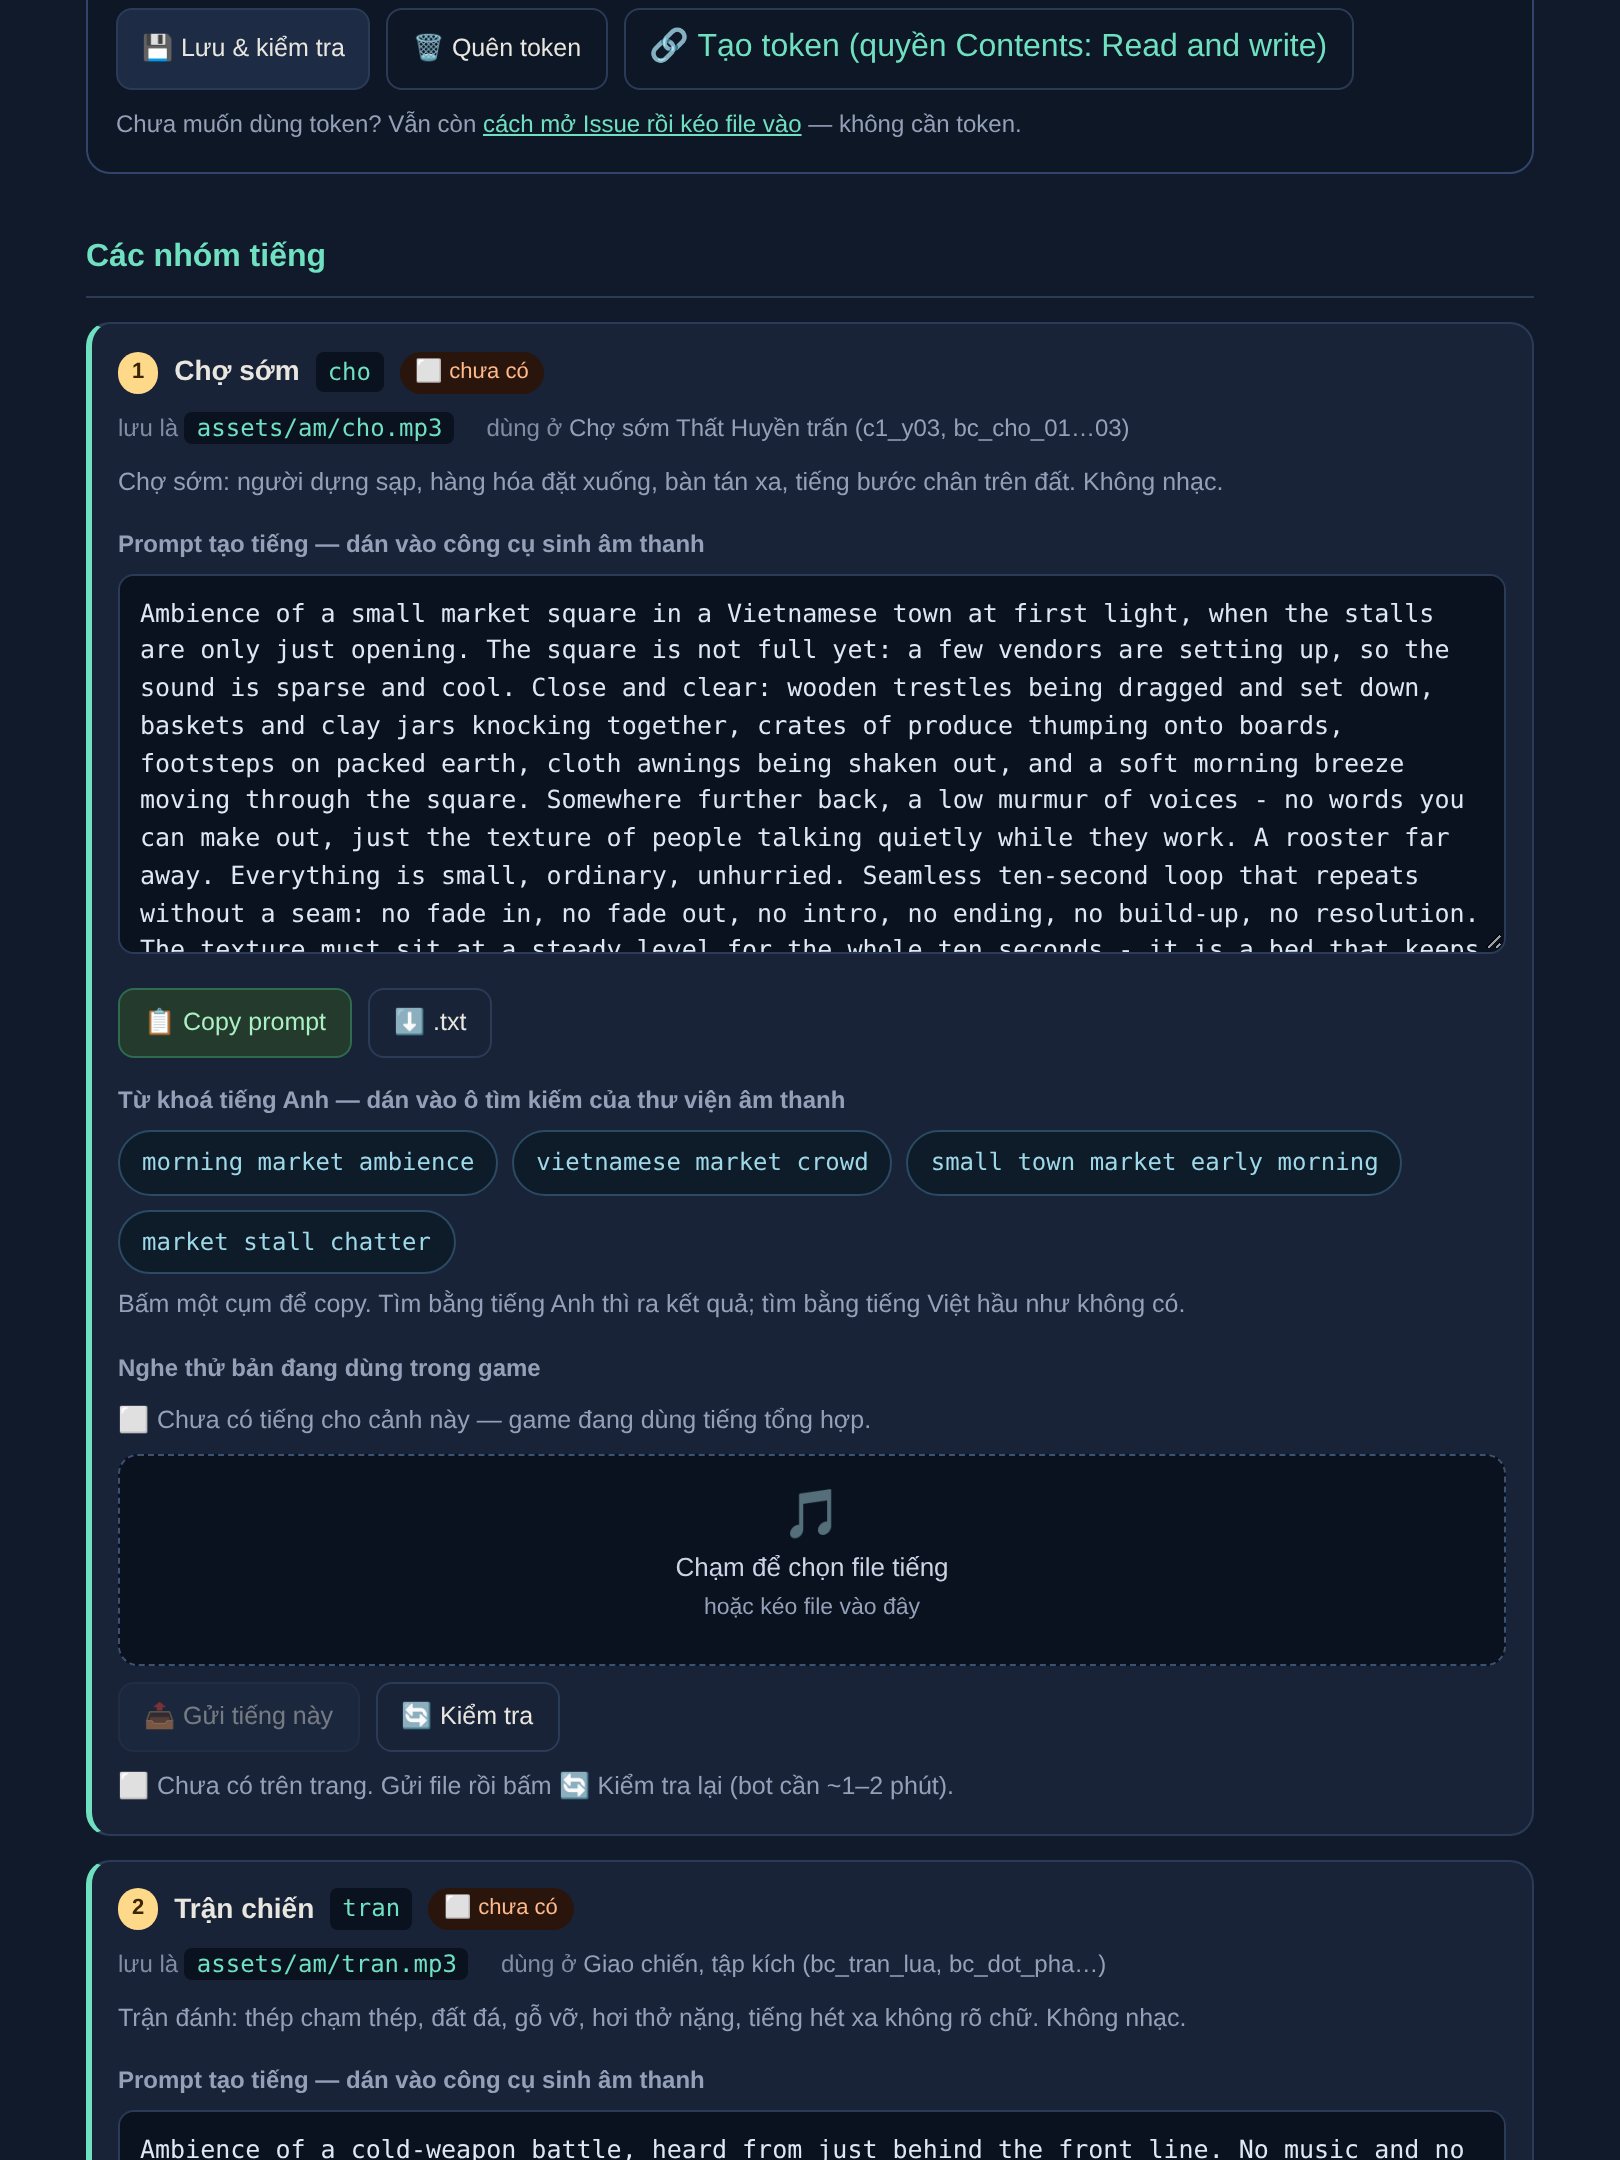 💾 Lưu & kiểm tra
🗑️ Quên token
🔗 Tạo token (quyền Contents: Read and write)
Chưa muốn dùng token? Vẫn còn cách mở Issue rồi kéo file vào — không cần token.
Các nhóm tiếng
1 Chợ sớm cho ⬜ chưa có
lưu là assets/am/cho.mp3 dùng ở Chợ sớm Thất Huyền trấn (c1_y03, bc_cho_01…03)
Chợ sớm: người dựng sạp, hàng hóa đặt xuống, bàn tán xa, tiếng bước chân trên đất. Không nhạc.
Prompt tạo tiếng — dán vào công cụ sinh âm thanh
Ambience of a small market square in a Vietnamese town at first light, when the stalls
are only just opening. The square is not full yet: a few vendors are setting up, so the
sound is sparse and cool. Close and clear: wooden trestles being dragged and set down,
baskets and clay jars knocking together, crates of produce thumping onto boards,
footsteps on packed earth, cloth awnings being shaken out, and a soft morning breeze
moving through the square. Somewhere further back, a low murmur of voices - no words you
can make out, just the texture of people talking quietly while they work. A rooster far
away. Everything is small, ordinary, unhurried. Seamless ten-second loop that repeats
without a seam: no fade in, no fade out, no intro, no ending, no build-up, no resolution.
The texture must sit at a steady level for the whole ten seconds - it is a bed that keeps
📋 Copy prompt
⬇️ .txt
Từ khoá tiếng Anh — dán vào ô tìm kiếm của thư viện âm thanh
morning market ambience
vietnamese market crowd
small town market early morning
market stall chatter
Bấm một cụm để copy. Tìm bằng tiếng Anh thì ra kết quả; tìm bằng tiếng Việt hầu như không có.
Nghe thử bản đang dùng trong game
⬜ Chưa có tiếng cho cảnh này — game đang dùng tiếng tổng hợp.
🎵
Chạm để chọn file tiếng
hoặc kéo file vào đây
📤 Gửi tiếng này
🔄 Kiểm tra
⬜ Chưa có trên trang. Gửi file rồi bấm 🔄 Kiểm tra lại (bot cần ~1–2 phút).
2 Trận chiến tran ⬜ chưa có
lưu là assets/am/tran.mp3 dùng ở Giao chiến, tập kích (bc_tran_lua, bc_dot_pha…)
Trận đánh: thép chạm thép, đất đá, gỗ vỡ, hơi thở nặng, tiếng hét xa không rõ chữ. Không nhạc.
Prompt tạo tiếng — dán vào công cụ sinh âm thanh
Ambience of a cold-weapon battle, heard from just behind the front line. No music and no